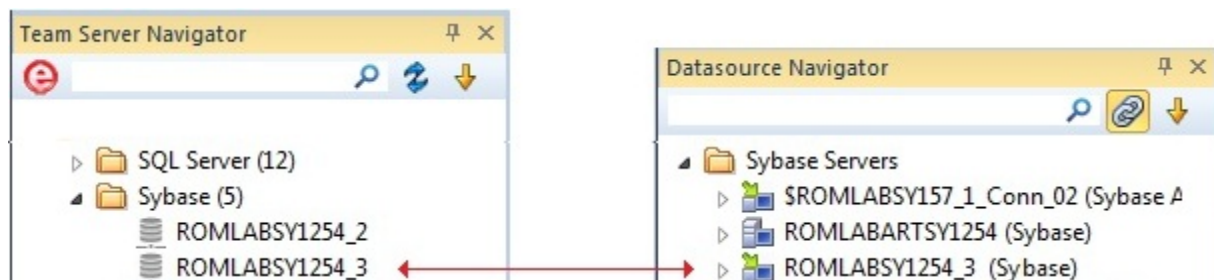 Team Server Navigator
SQL Server (12)
Sybase (5)
ROMLABSY1254_2
ROMLABSY1254_3
Datasource Navigator
Sybase Servers
$ROMLABSY157_1_Conn_02 (Sybase A
ROMLABARTSY1254 (Sybase)
ROMLABSY1254_3 (Sybase)